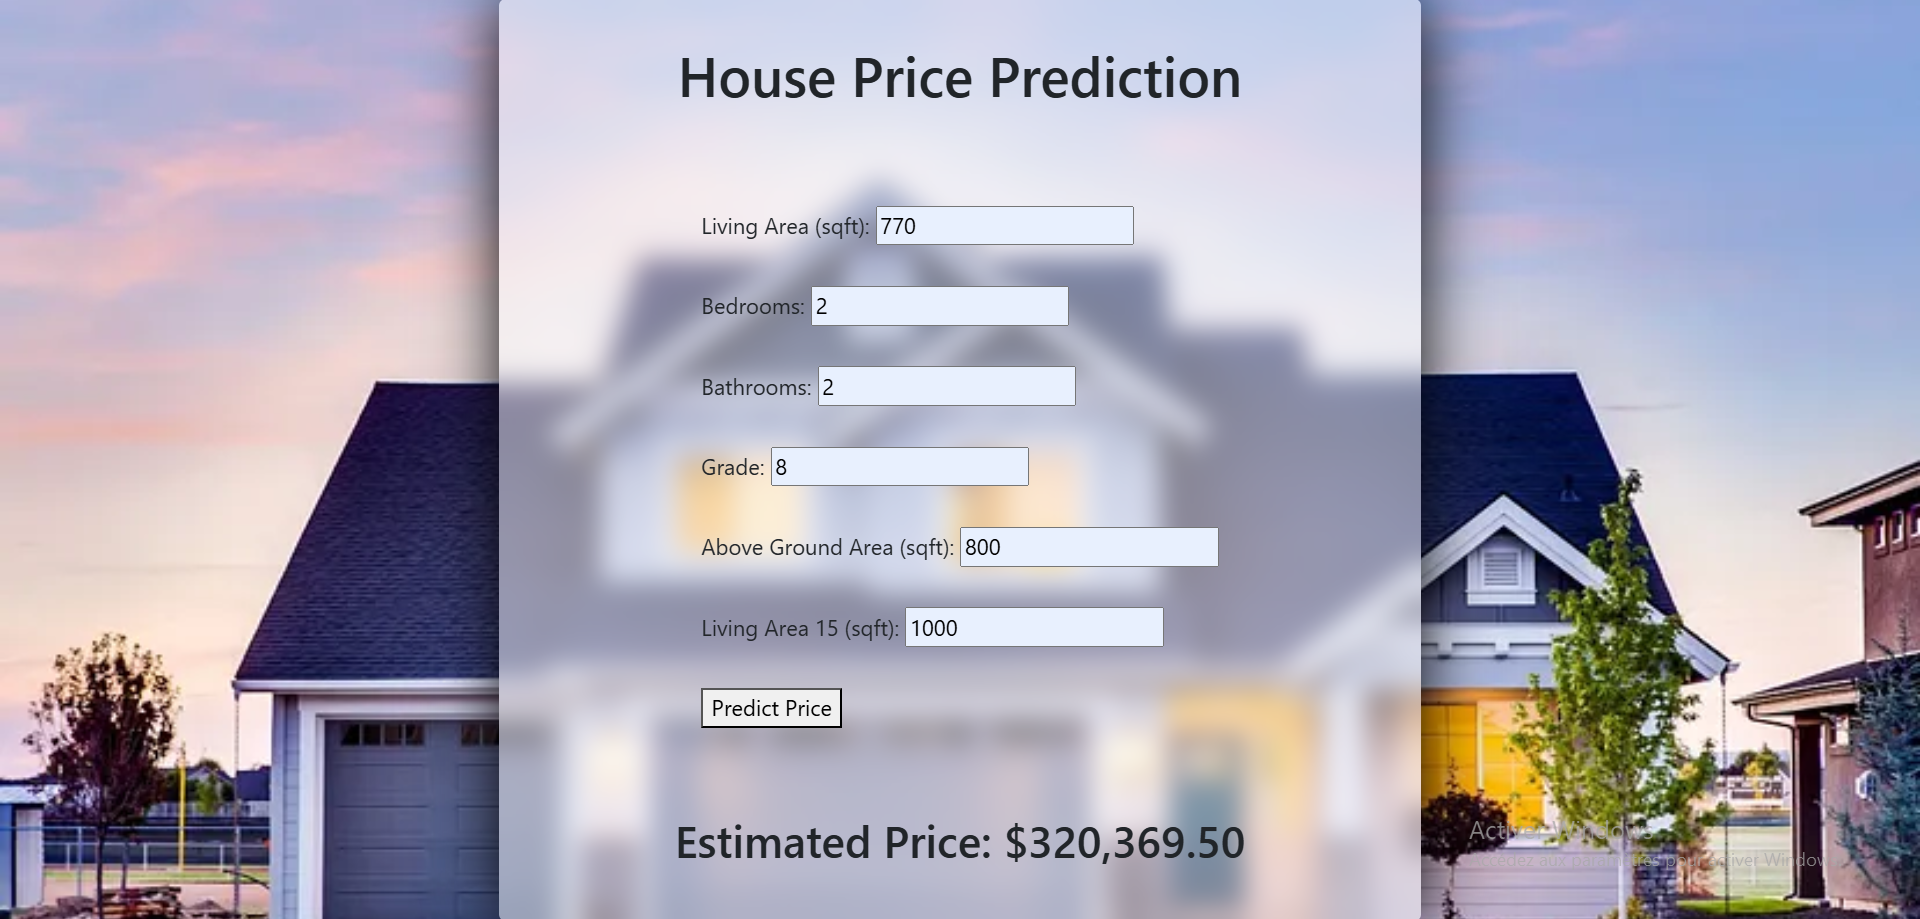 House Price Prediction
Living Area (sqft): 770
Bedrooms: 2
Bathrooms: 2
Grade: 8
Above Ground Area (sqft): 800
Living Area 15 (sqft): 1000
Predict Price
Estimated Price: $320,369.50
Activer Windows
Accédez aux paramètres pour activer Window